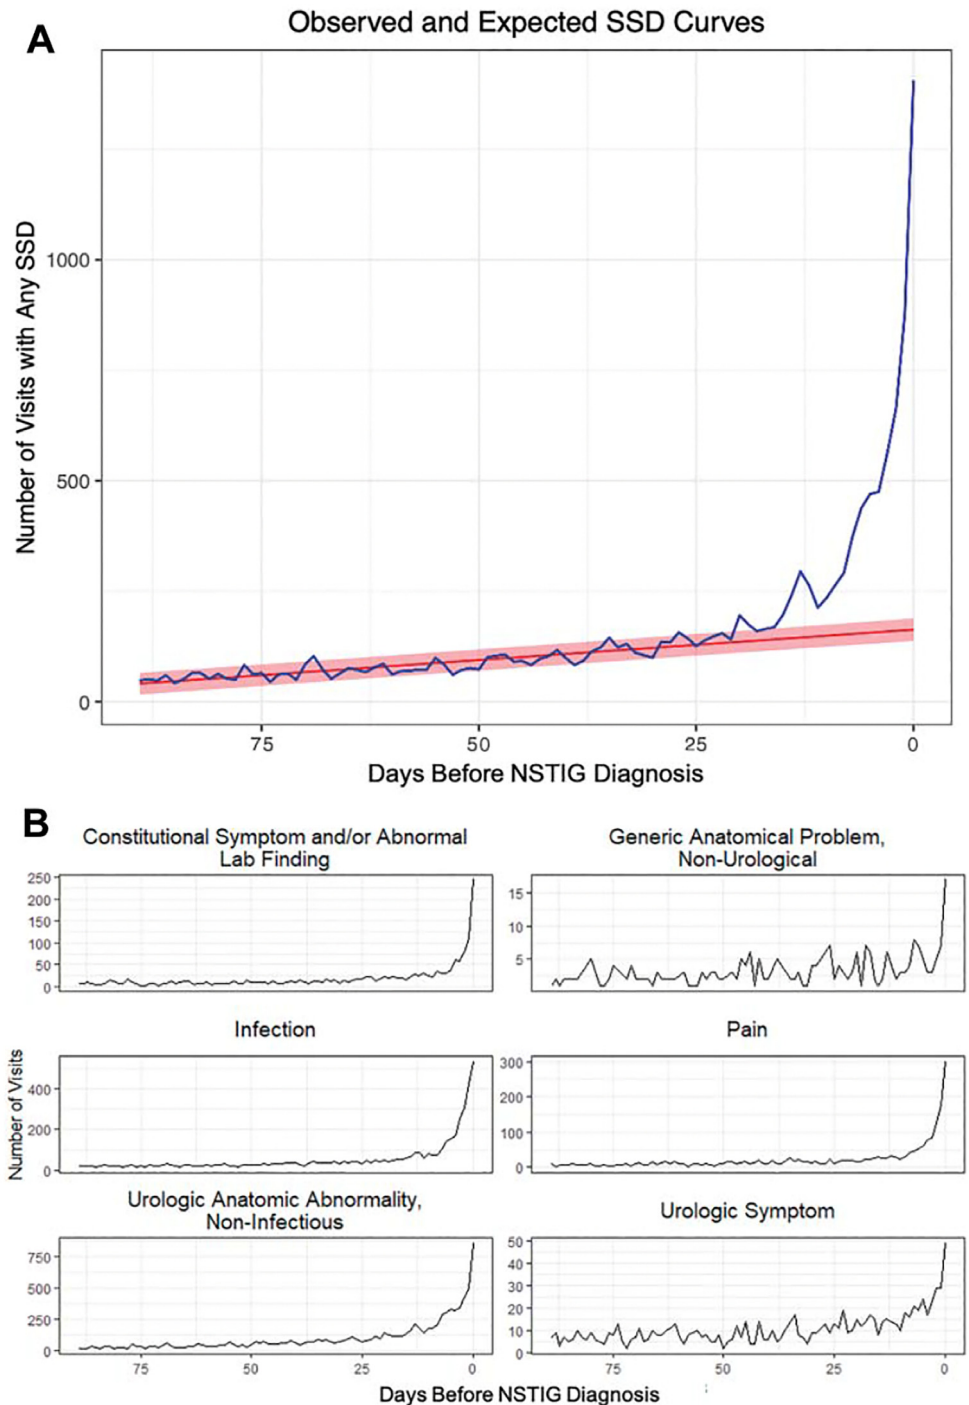 A
Observed and Expected SSD Curves
Number of Visits with Any SSD
1000
500
0
75 50 25 0
Days Before NSTIG Diagnosis
B
Constitutional Symptom and/or Abnormal
Lab Finding
250
200
150
100
50
0
Generic Anatomical Problem,
Non-Urological
15
10
5
Number of Visits
Infection
400
200
0
Pain
300
200
100
0
Urologic Anatomic Abnormality,
Non-Infectious
750
500
250
0
75 50 25 0
Urologic Symptom
50
40
30
20
10
0
75 50 25 0
Days Before NSTIG Diagnosis